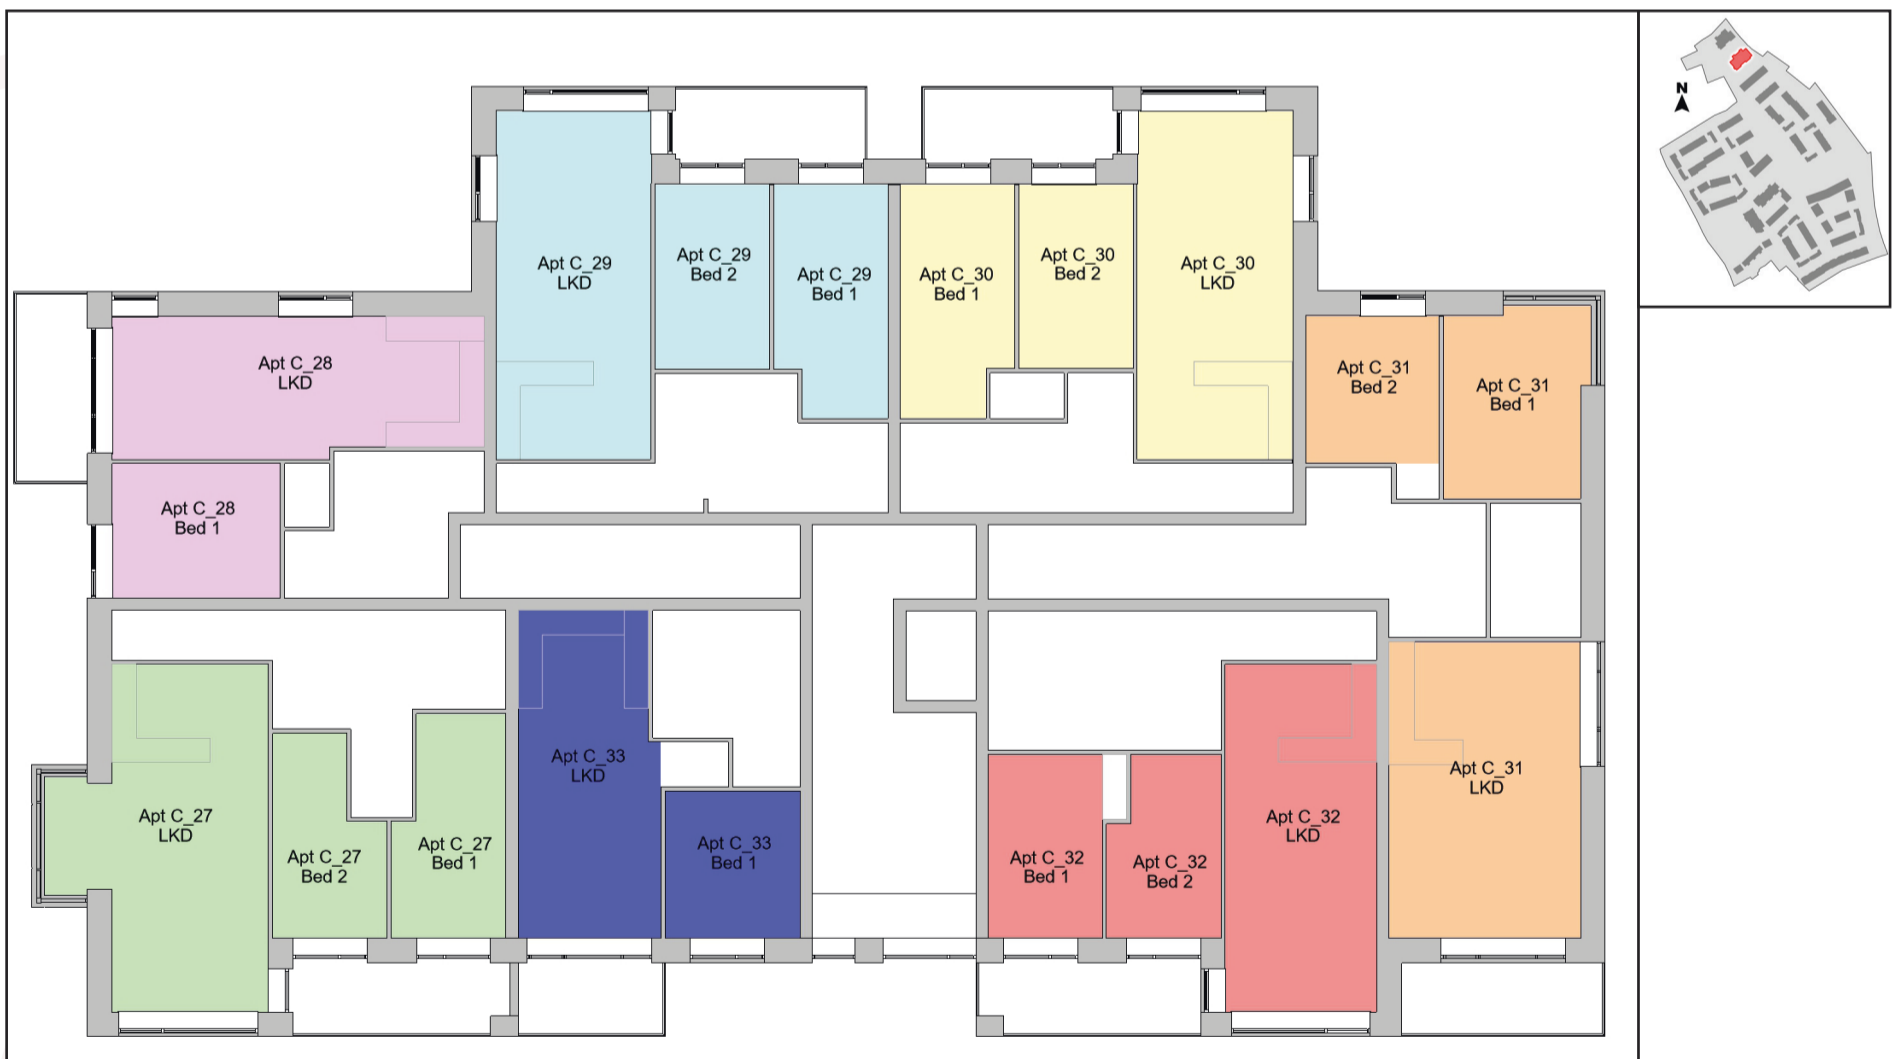 N
Apt C_29
LKD
Apt C_29
Bed 2
Apt C_29
Bed 1
Apt C_30
Bed 1
Apt C_30
Bed 2
Apt C_30
LKD
Apt C_28
LKD
Apt C_31
Bed 2
Apt C_31
Bed 1
Apt C_28
Bed 1
Apt C_27
LKD
Apt C_27
Bed 2
Apt C_27
Bed 1
Apt C_33
LKD
Apt C_33
Bed 1
Apt C_32
Bed 1
Apt C_32
Bed 2
Apt C_32
LKD
Apt C_31
LKD